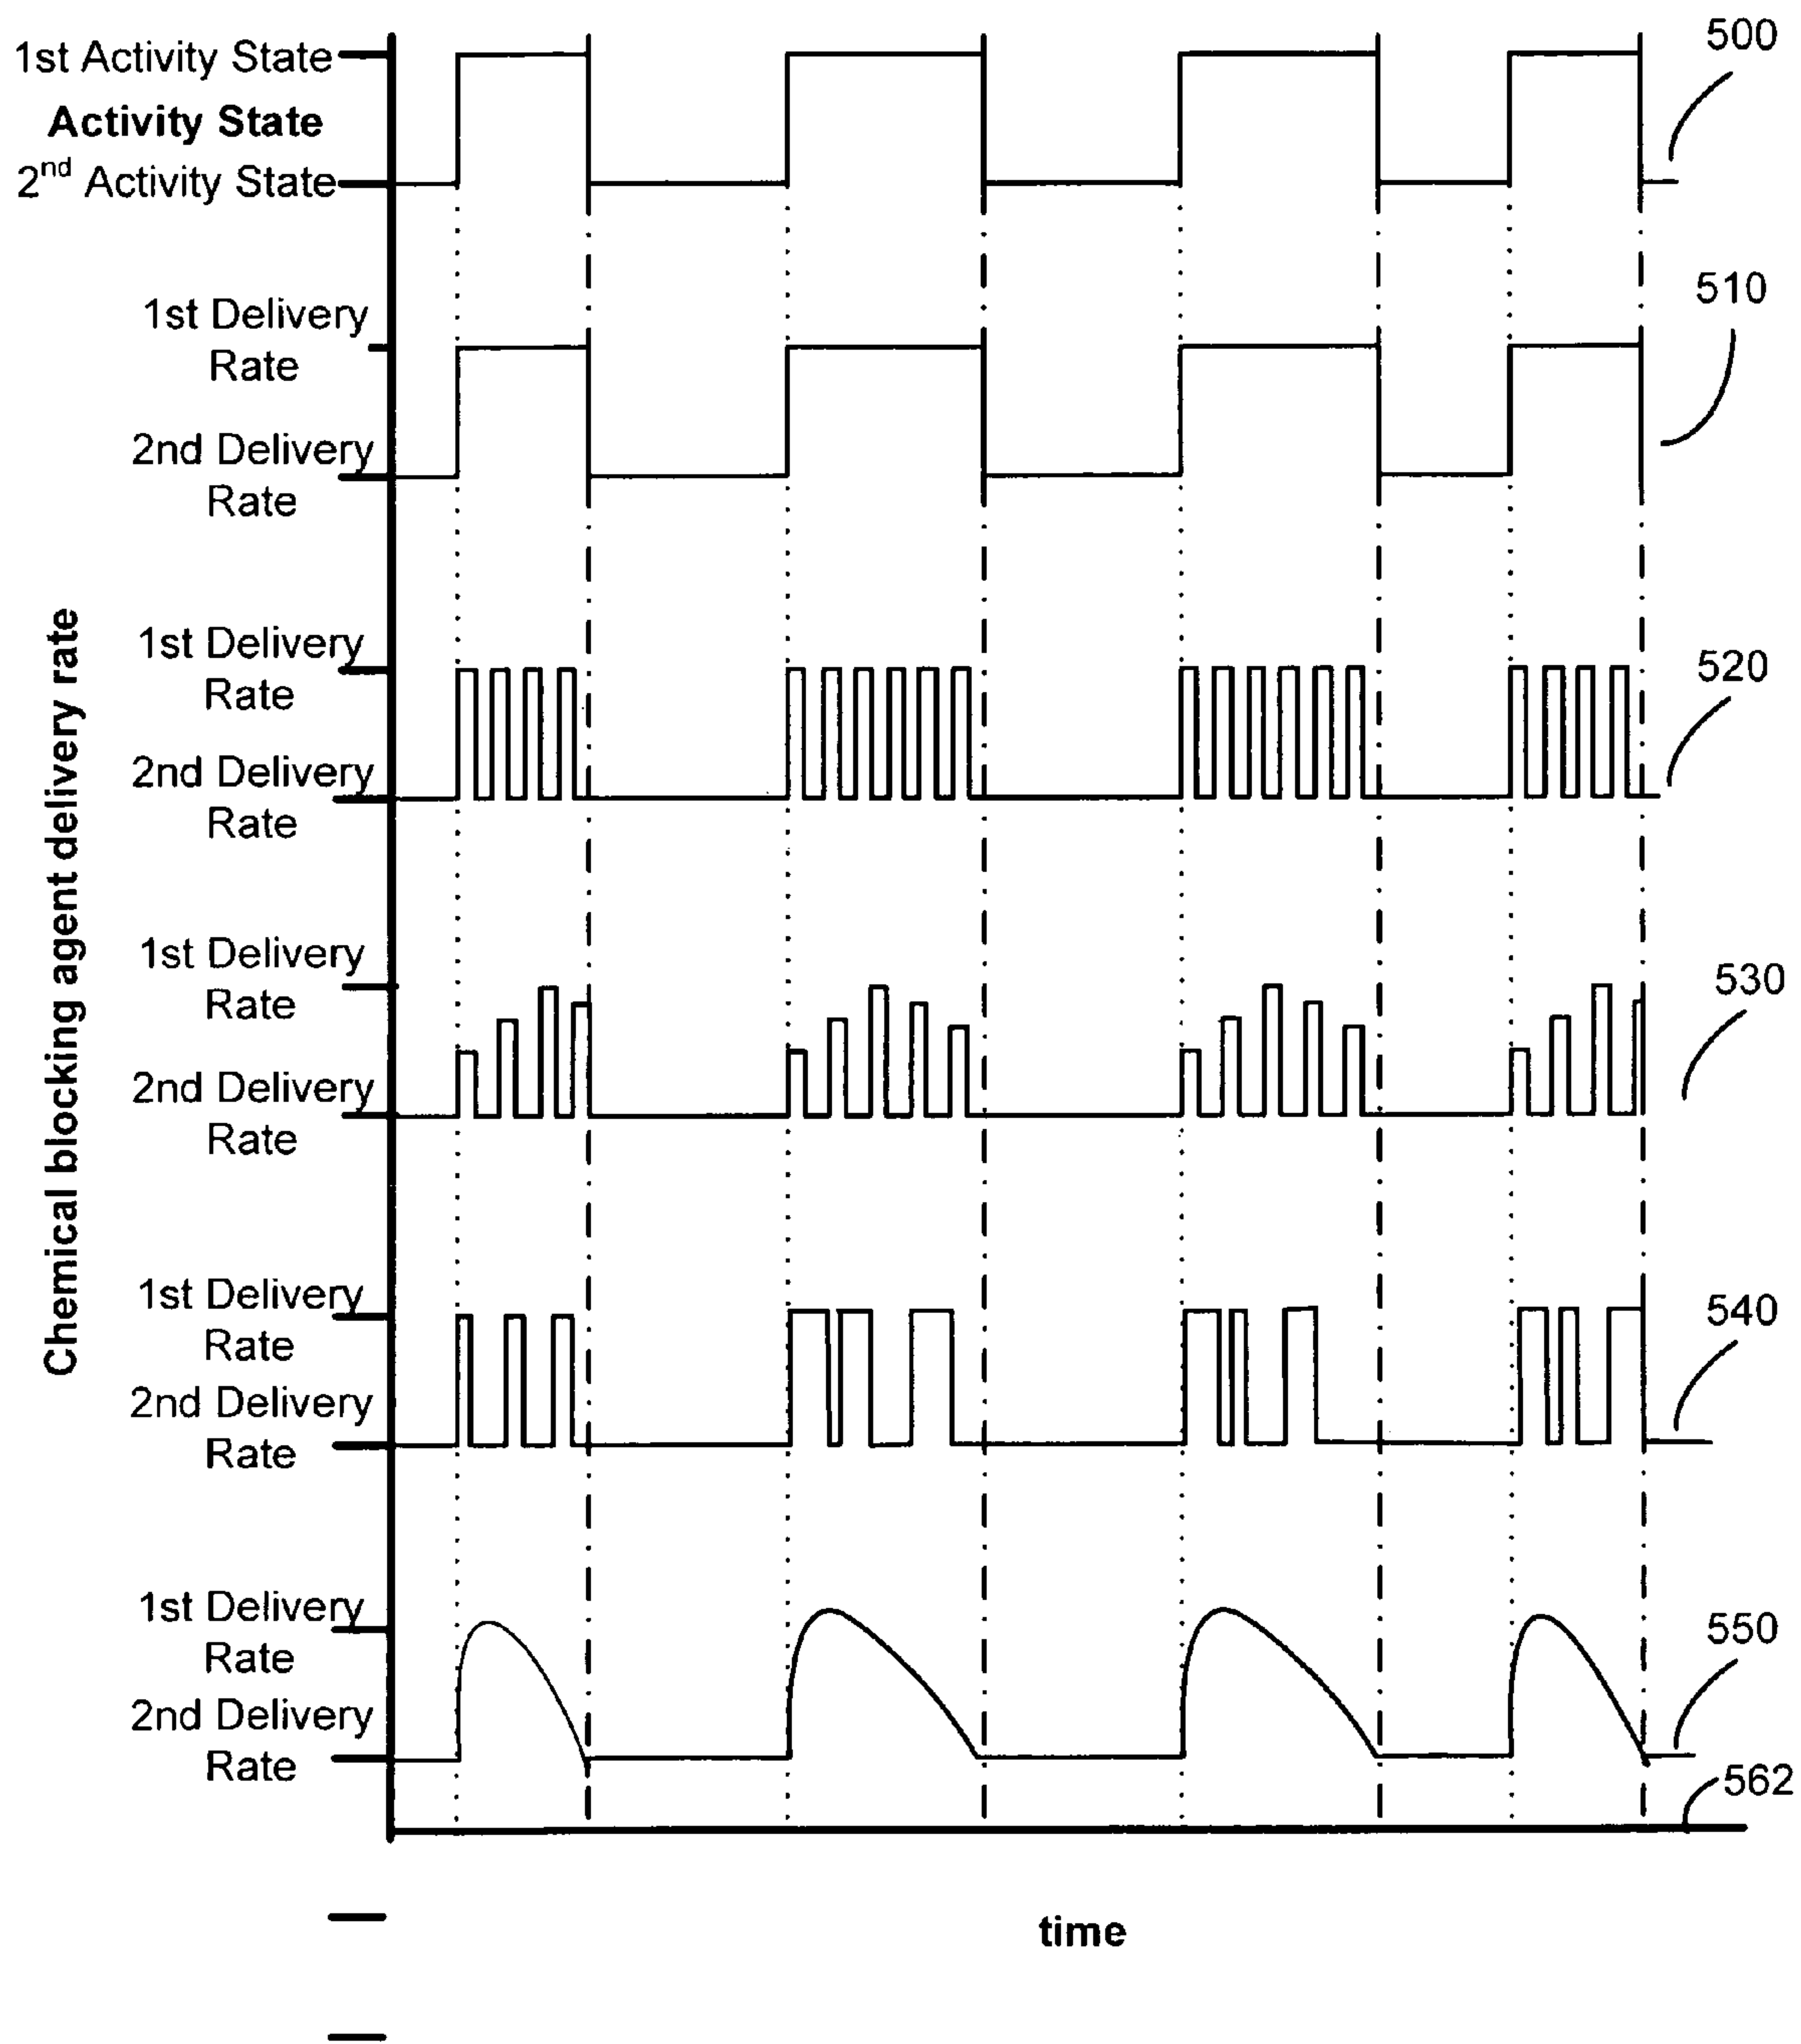 500
1st Activity State
Activity State
2nd Activity State
510
1st Delivery
Rate
2nd Delivery
Rate
Chemical blocking agent delivery rate
520
1st Delivery
Rate
2nd Delivery
Rate
530
1st Delivery
Rate
2nd Delivery
Rate
540
1st Delivery
Rate
2nd Delivery
Rate
550
1st Delivery
Rate
2nd Delivery
Rate
562
time